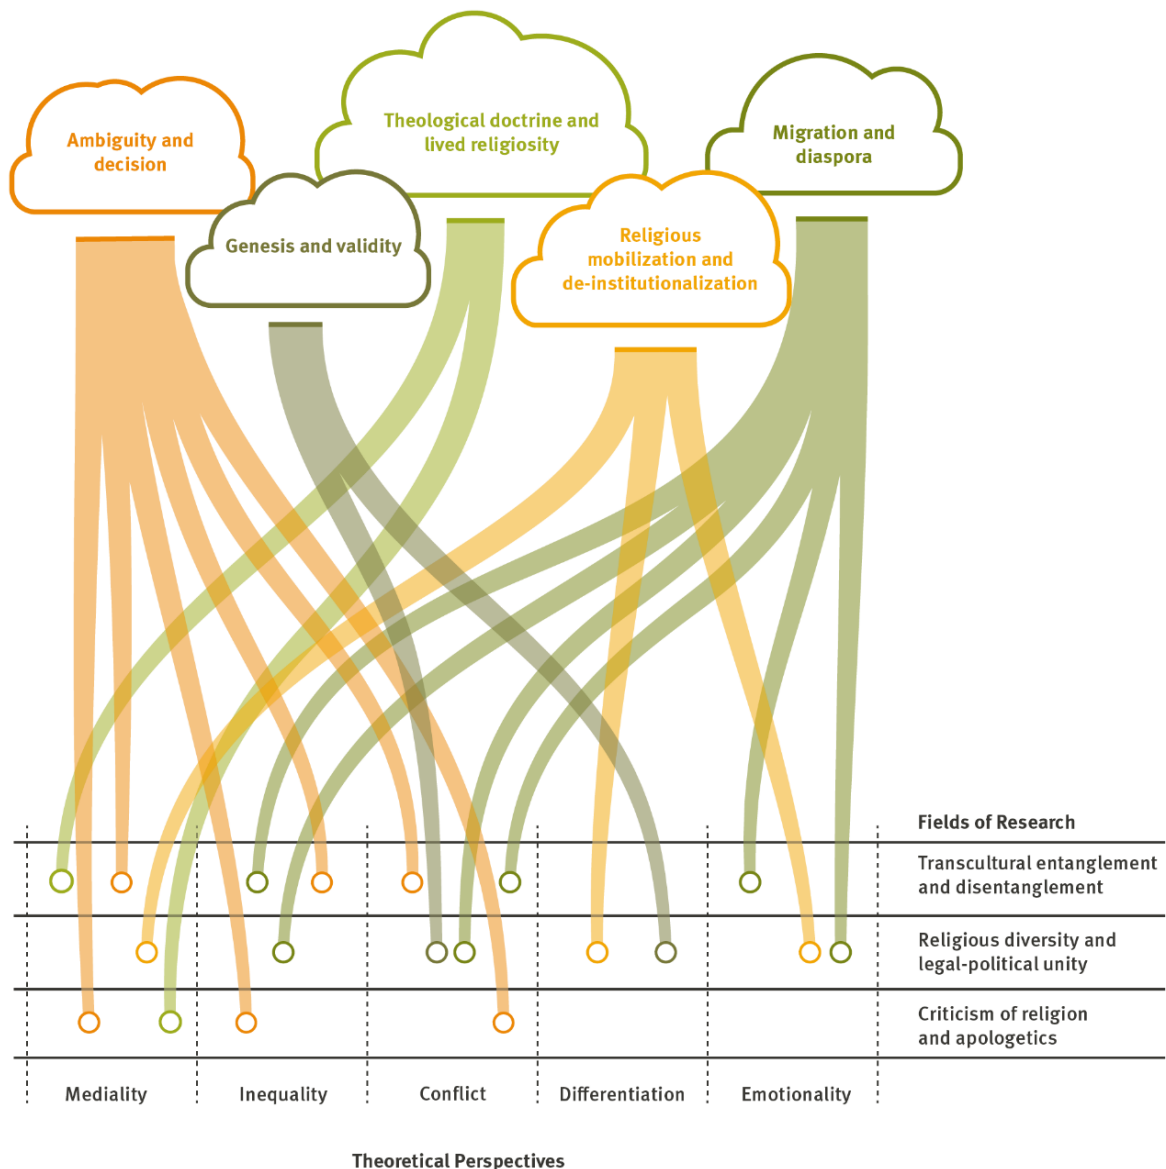 Ambiguity and
decision
Theological doctrine and
lived religiosity
Migration and
diaspora
Genesis and validity
Religious
mobilization and
de-institutionalization
Fields of Research
Transcultural entanglement
and disentanglement
Religious diversity and
legal-political unity
Criticism of religion
and apologetics
Mediality
Inequality
Conflict
Differentiation
Emotionality
Theoretical Perspectives